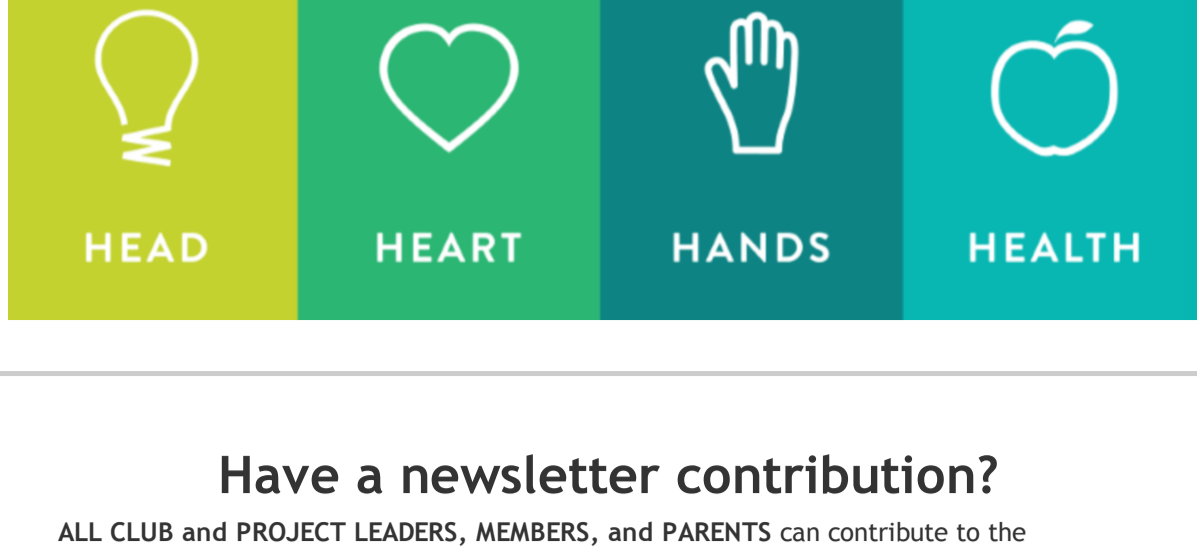 HEAD HEART HANDS HEALTH
Have a newsletter contribution?
ALL CLUB and PROJECT LEADERS, MEMBERS, and PARENTS can contribute to the